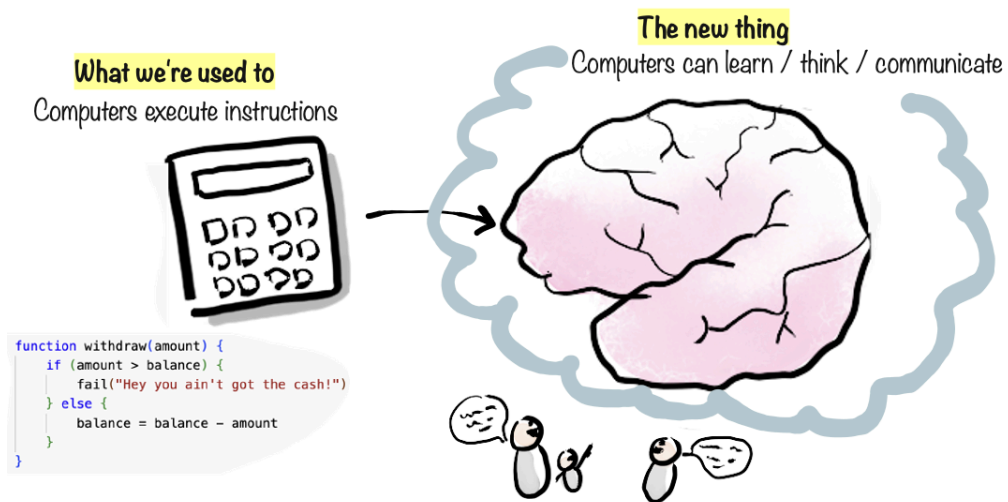 What we're used to
Computers execute instructions
function withdraw(amount) {
    if (amount > balance) {
        fail("Hey you ain't got the cash!")
    } else {
        balance = balance - amount
    }
}
The new thing
Computers can learn / think / communicate